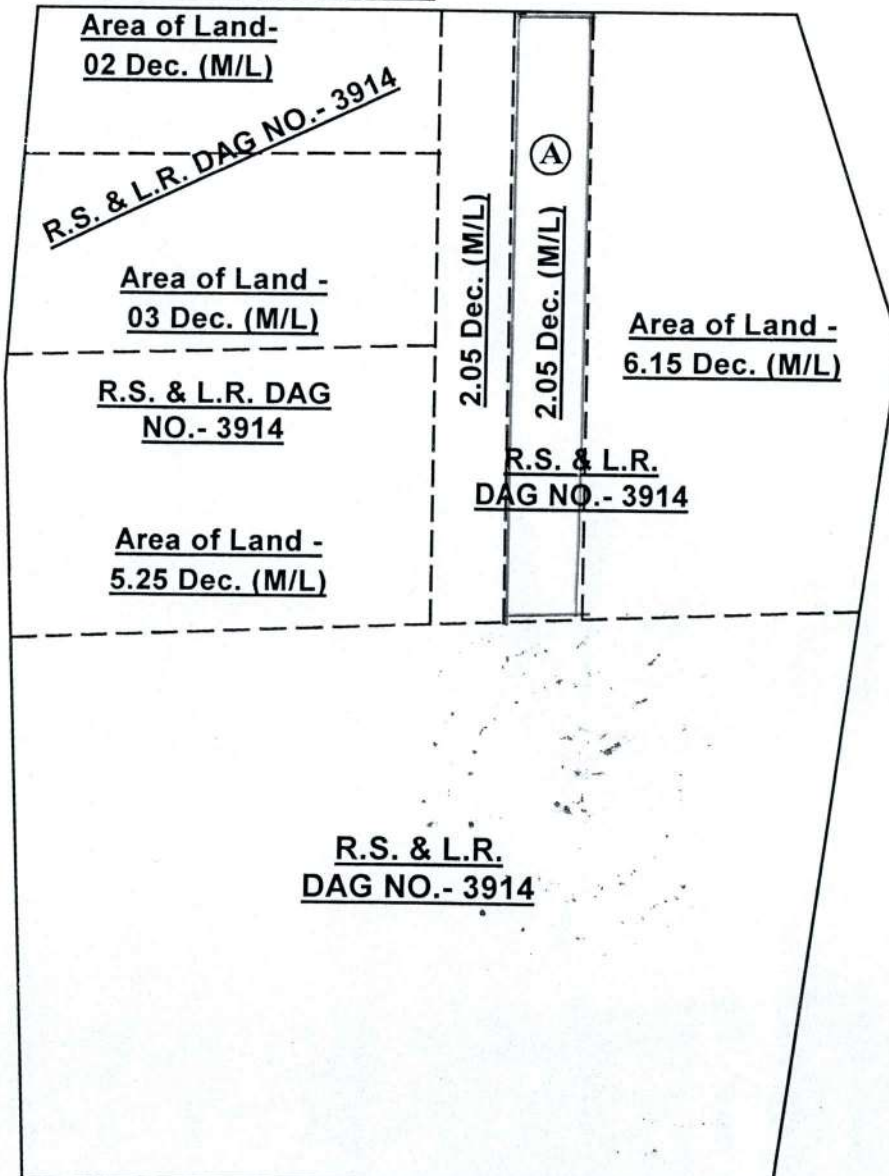 Area of Land-
02 Dec. (M/L)
R.S. & L.R. DAG NO.- 3914
Area of Land -
03 Dec. (M/L)
R.S. & L.R. DAG
NO.- 3914
Area of Land -
5.25 Dec. (M/L)
2.05 Dec. (M/L)
A
2.05 Dec. (M/L)
Area of Land -
6.15 Dec. (M/L)
R.S. & L.R.
DAG NO.- 3914
R.S. & L.R.
DAG NO.- 3914